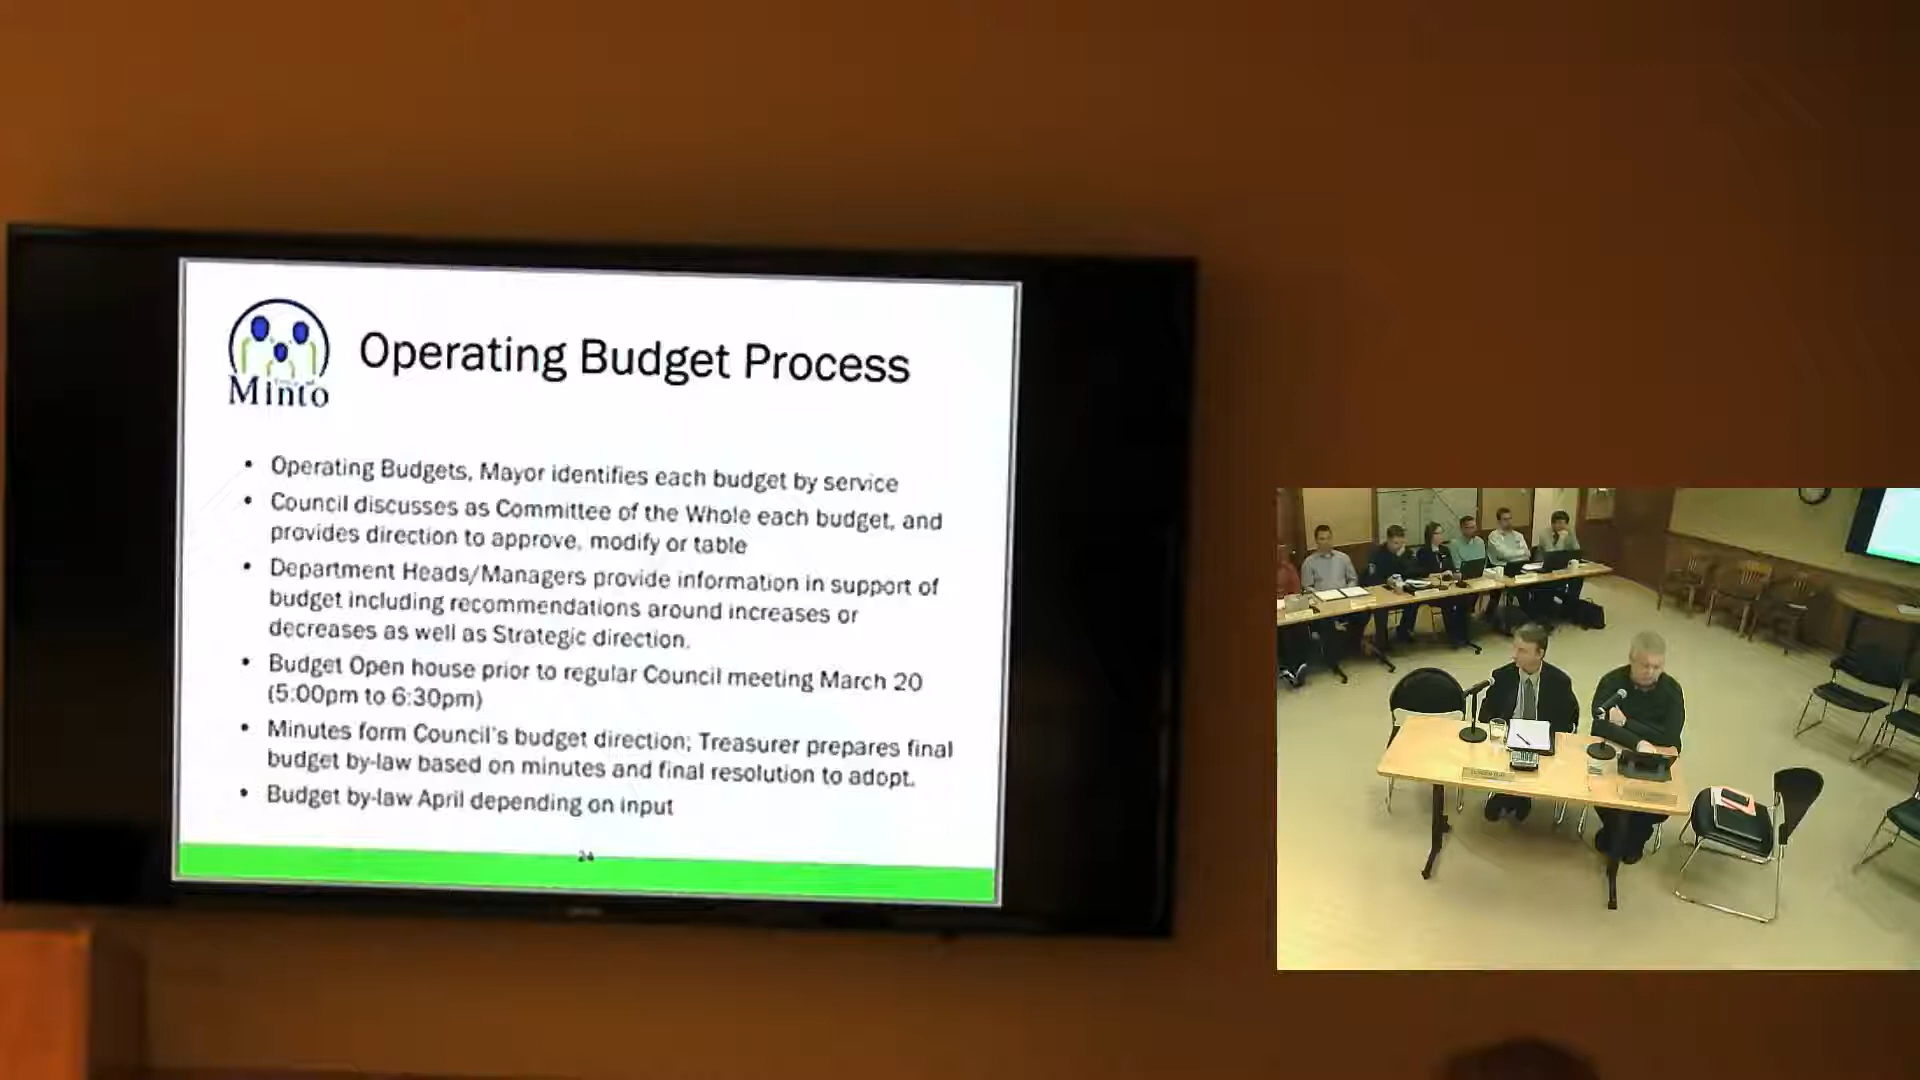 Minto
Operating Budget Process
• Operating Budgets, Mayor identifies each budget by service
• Council discusses as Committee of the Whole each budget, and
provides direction to approve, modify or table
• Department Heads/Managers provide information in support of
budget including recommendations around increases or
decreases as well as Strategic direction.
• Budget Open house prior to regular Council meeting March 20
(5:00pm to 6:30pm)
• Minutes form Council's budget direction; Treasurer prepares final
budget by-law based on minutes and final resolution to adopt.
• Budget by-law April depending on input
24